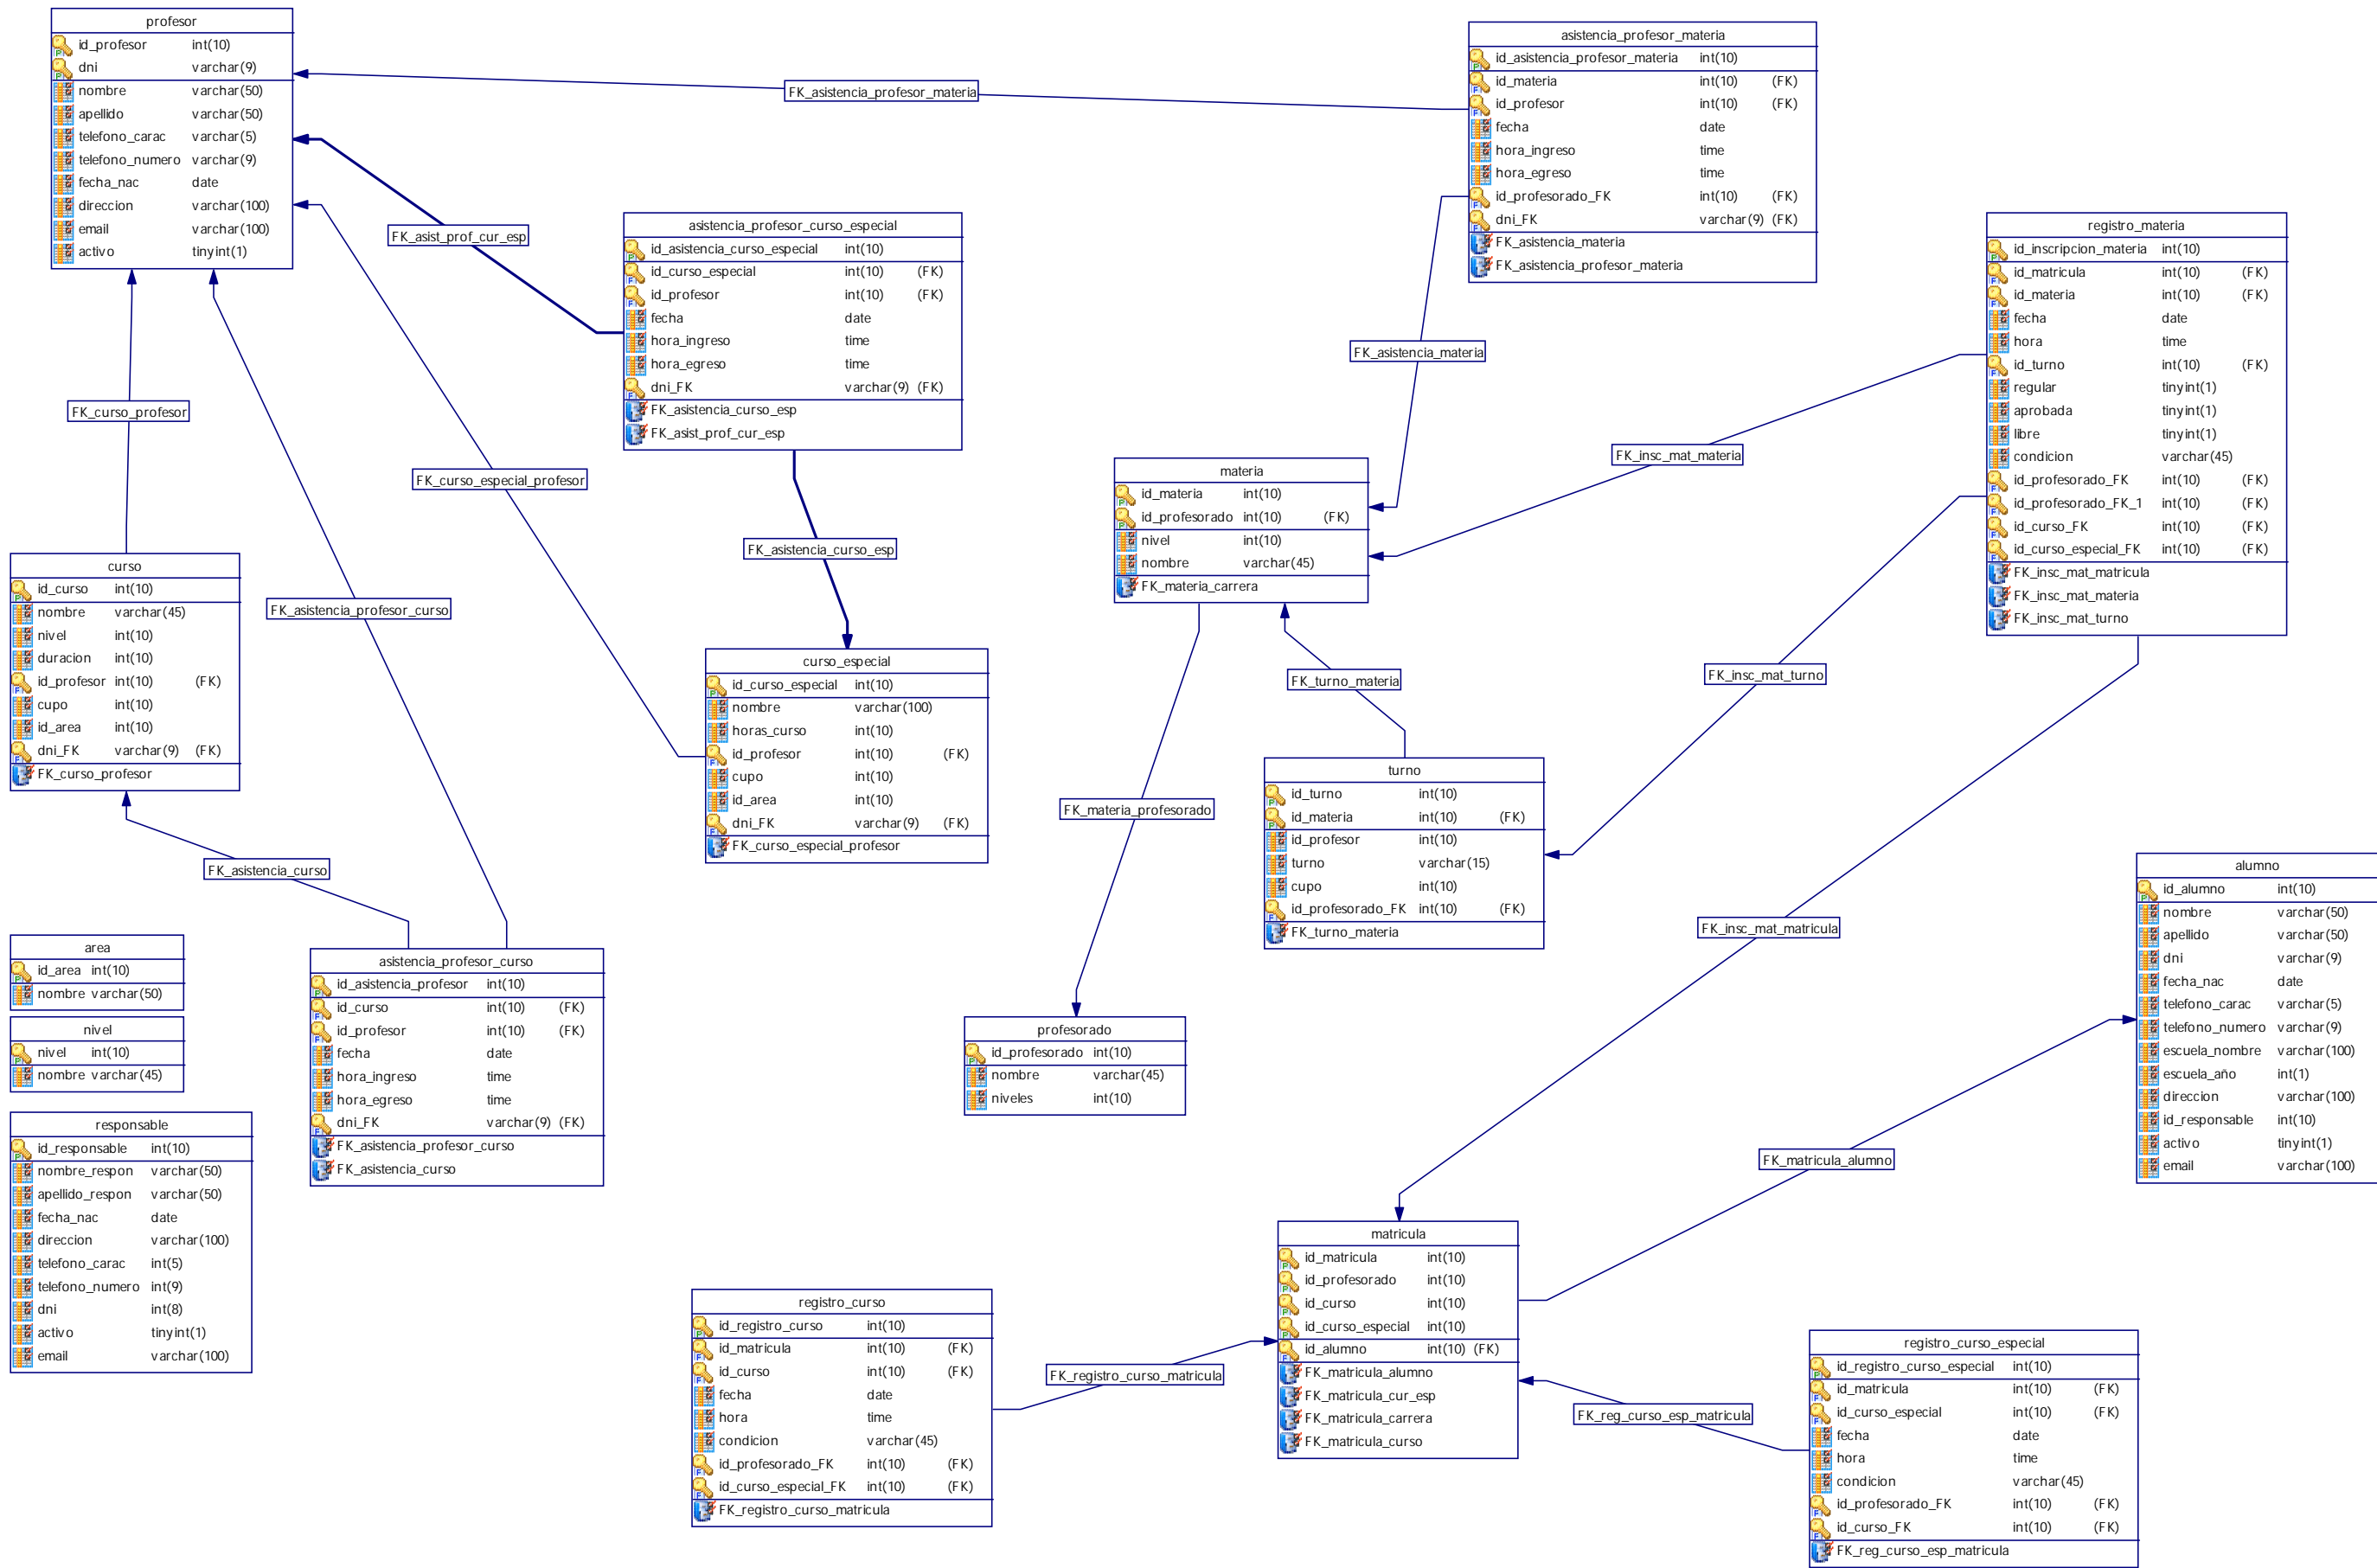 profesor
id_profesor int(10)
dni varchar(9)
nombre varchar(50)
apellido varchar(50)
telefono_carac varchar(5)
telefono_numero varchar(9)
fecha_nac date
direccion varchar(100)
email varchar(100)
activo tinyint(1)
asistencia_profesor_materia
id_asistencia_profesor_materia int(10)
id_materia int(10) (FK)
id_profesor int(10) (FK)
fecha date
hora_ingreso time
hora_egreso time
id_profesorado_FK int(10) (FK)
dni_FK varchar(9) (FK)
FK_asistencia_materia
FK_asistencia_profesor_materia
FK_asistencia_profesor_materia
FK_asist_prof_cur_esp
asistencia_profesor_curso_especial
id_asistencia_curso_especial int(10)
id_curso_especial int(10) (FK)
id_profesor int(10) (FK)
fecha date
hora_ingreso time
hora_egreso time
dni_FK varchar(9) (FK)
FK_asistencia_curso_esp
FK_asist_prof_cur_esp
registro_materia
id_inscripcion_materia int(10)
id_matricula int(10) (FK)
id_materia int(10) (FK)
fecha date
hora time
id_turno int(10) (FK)
regular tinyint(1)
aprobada tinyint(1)
libre tinyint(1)
condicion varchar(45)
id_profesorado_FK int(10) (FK)
id_profesorado_FK_1 int(10) (FK)
id_curso_FK int(10) (FK)
id_curso_especial_FK int(10) (FK)
FK_insc_mat_matricula
FK_insc_mat_materia
FK_insc_mat_turno
FK_asistencia_materia
FK_curso_profesor
FK_insc_mat_materia
FK_curso_especial_profesor
materia
id_materia int(10)
id_profesorado int(10) (FK)
nivel int(10)
nombre varchar(45)
FK_materia_carrera
FK_asistencia_curso_esp
curso
id_curso int(10)
nombre varchar(45)
nivel int(10)
duracion int(10)
id_profesor int(10) (FK)
cupo int(10)
id_area int(10)
dni_FK varchar(9) (FK)
FK_curso_profesor
FK_asistencia_profesor_curso
curso_especial
id_curso_especial int(10)
nombre varchar(100)
horas_curso int(10)
id_profesor int(10) (FK)
cupo int(10)
id_area int(10)
dni_FK varchar(9) (FK)
FK_curso_especial_profesor
FK_turno_materia
FK_insc_mat_turno
turno
id_turno int(10)
id_materia int(10) (FK)
id_profesor int(10)
turno varchar(15)
cupo int(10)
id_profesorado_FK int(10) (FK)
FK_turno_materia
FK_materia_profesorado
FK_asistencia_curso
FK_insc_mat_matricula
alumno
id_alumno int(10)
nombre varchar(50)
apellido varchar(50)
dni varchar(9)
fecha_nac date
telefono_carac varchar(5)
telefono_numero varchar(9)
escuela_nombre varchar(100)
escuela_año int(1)
direccion varchar(100)
id_responsable int(10)
activo tinyint(1)
email varchar(100)
area
id_area int(10)
nombre varchar(50)
nivel
nivel int(10)
nombre varchar(45)
asistencia_profesor_curso
id_asistencia_profesor int(10)
id_curso int(10) (FK)
id_profesor int(10) (FK)
fecha date
hora_ingreso time
hora_egreso time
dni_FK varchar(9) (FK)
FK_asistencia_profesor_curso
FK_asistencia_curso
profesorado
id_profesorado int(10)
nombre varchar(45)
niveles int(10)
responsable
id_responsable int(10)
nombre_respon varchar(50)
apellido_respon varchar(50)
fecha_nac date
direccion varchar(100)
telefono_carac int(5)
telefono_numero int(9)
dni int(8)
activo tinyint(1)
email varchar(100)
FK_matricula_alumno
matricula
id_matricula int(10)
id_profesorado int(10)
id_curso int(10)
id_curso_especial int(10)
id_alumno int(10) (FK)
FK_matricula_alumno
FK_matricula_cur_esp
FK_matricula_carrera
FK_matricula_curso
registro_curso
id_registro_curso int(10)
id_matricula int(10) (FK)
id_curso int(10) (FK)
fecha date
hora time
condicion varchar(45)
id_profesorado_FK int(10) (FK)
id_curso_especial_FK int(10) (FK)
FK_registro_curso_matricula
FK_registro_curso_matricula
FK_reg_curso_esp_matricula
registro_curso_especial
id_registro_curso_especial int(10)
id_matricula int(10) (FK)
id_curso_especial int(10) (FK)
fecha date
hora time
condicion varchar(45)
id_profesorado_FK int(10) (FK)
id_curso_FK int(10) (FK)
FK_reg_curso_esp_matricula